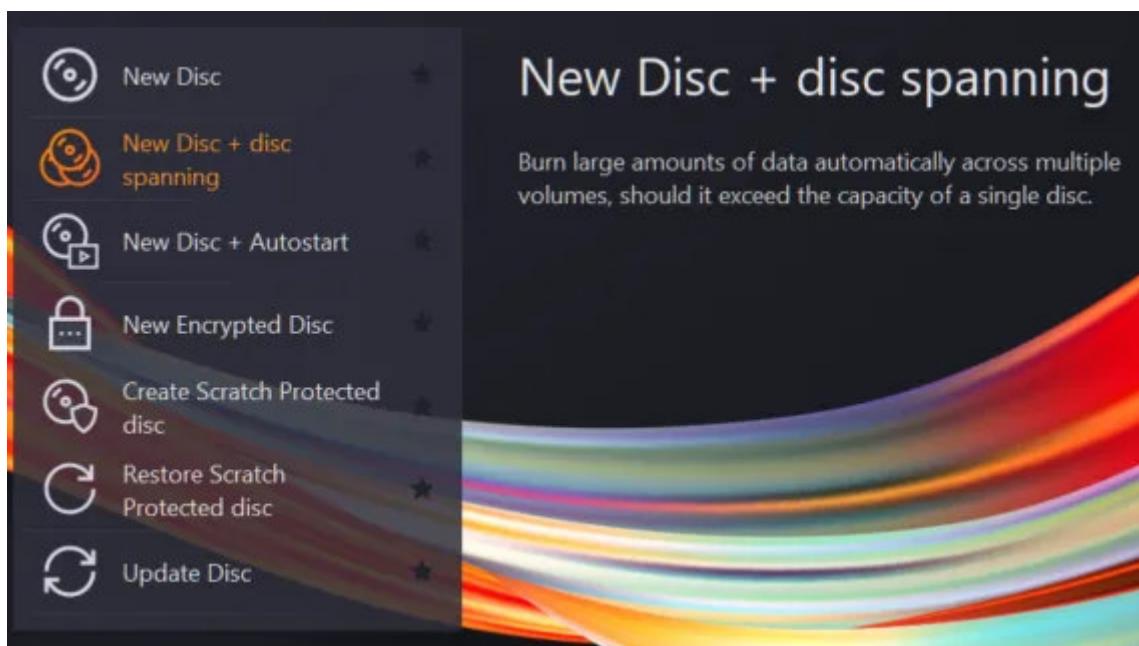 New Disc
New Disc + disc
spanning
New Disc + Autostart
New Encrypted Disc
Create Scratch Protected
disc
Restore Scratch
Protected disc
Update Disc
New Disc + disc spanning
Burn large amounts of data automatically across multiple
volumes, should it exceed the capacity of a single disc.